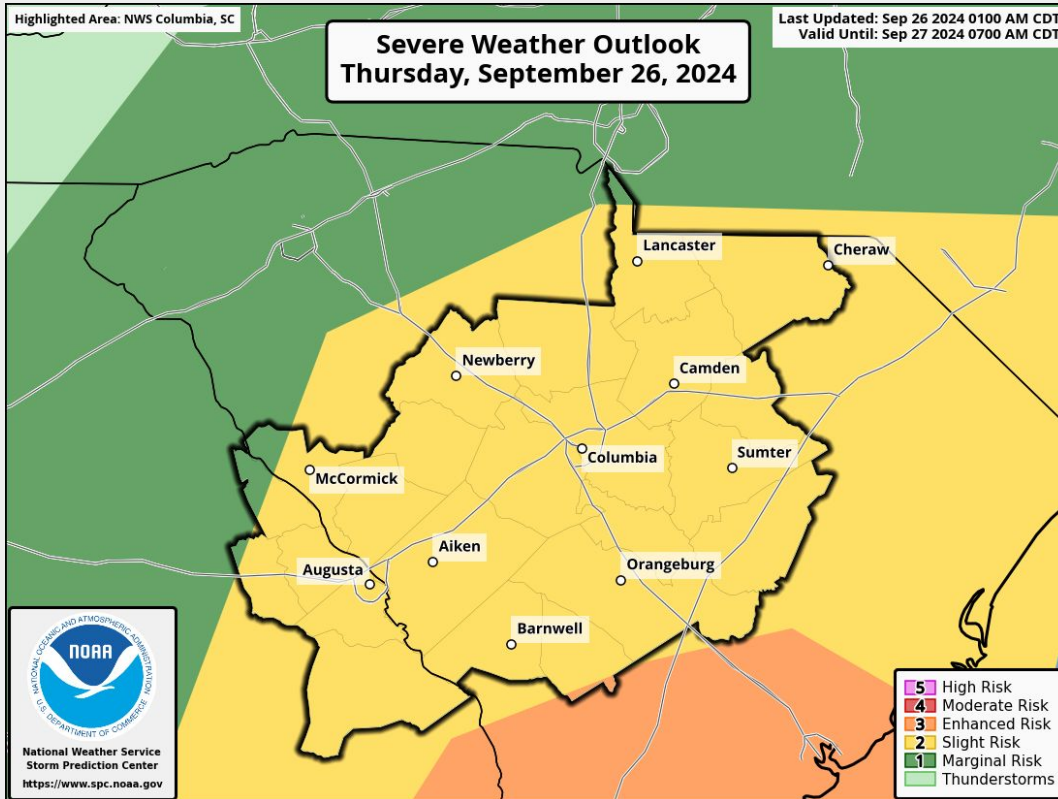 Highlighted Area: NWS Columbia, SC
Last Updated: Sep 26 2024 0100 AM CDT
Valid Until: Sep 27 2024 0700 AM CDT
Severe Weather Outlook
Thursday, September 26, 2024
Lancaster
Cheraw
Newberry
Camden
Columbia
Sumter
McCormick
Aiken
Augusta
Orangeburg
Barnwell
NATIONAL OCEANIC AND ATMOSPHERIC ADMINISTRATION
NOAA
U.S. DEPARTMENT OF COMMERCE
National Weather Service
Storm Prediction Center
https://www.spc.noaa.gov
5 High Risk
4 Moderate Risk
3 Enhanced Risk
2 Slight Risk
1 Marginal Risk
Thunderstorms